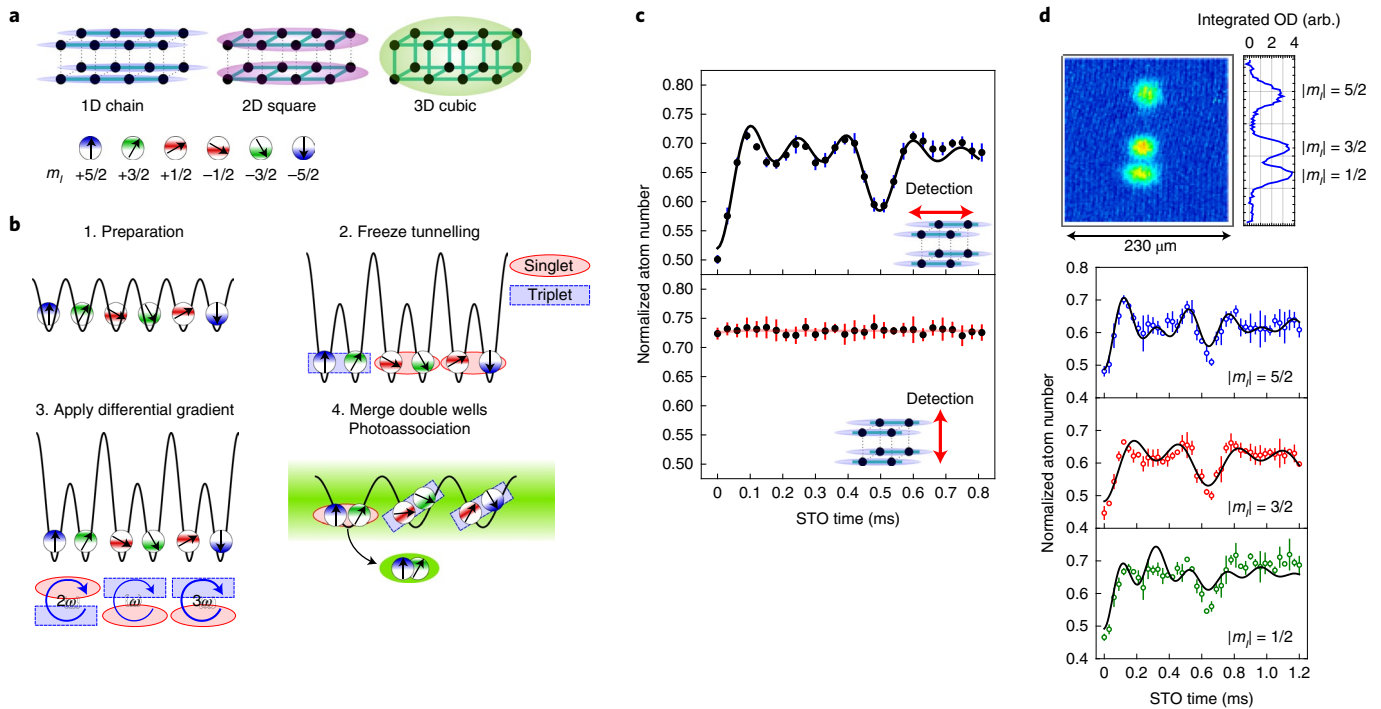 a
1D chain 2D square 3D cubic
m_I +5/2 +3/2 +1/2 −1/2 −3/2 −5/2
b
1. Preparation
2. Freeze tunnelling
Singlet
Triplet
3. Apply differential gradient
2ω ω 3ω
4. Merge double wells
Photoassociation
c
Normalized atom number
0.80
0.75
0.70
0.65
0.60
0.55
0.50
Detection
0.80
0.75
0.70
0.65
0.60
0.55
0.50
Detection
0 0.1 0.2 0.3 0.4 0.5 0.6 0.7 0.8
STO time (ms)
d
Integrated OD (arb.)
0 2 4
|m_I| = 5/2
|m_I| = 3/2
|m_I| = 1/2
230 μm
Normalized atom number
0.8
0.7
0.6
0.5
0.4
|m_I| = 5/2
0.7
0.6
0.5
0.4
|m_I| = 3/2
0.7
0.6
0.5
0.4
|m_I| = 1/2
0 0.2 0.4 0.6 0.8 1.0 1.2
STO time (ms)